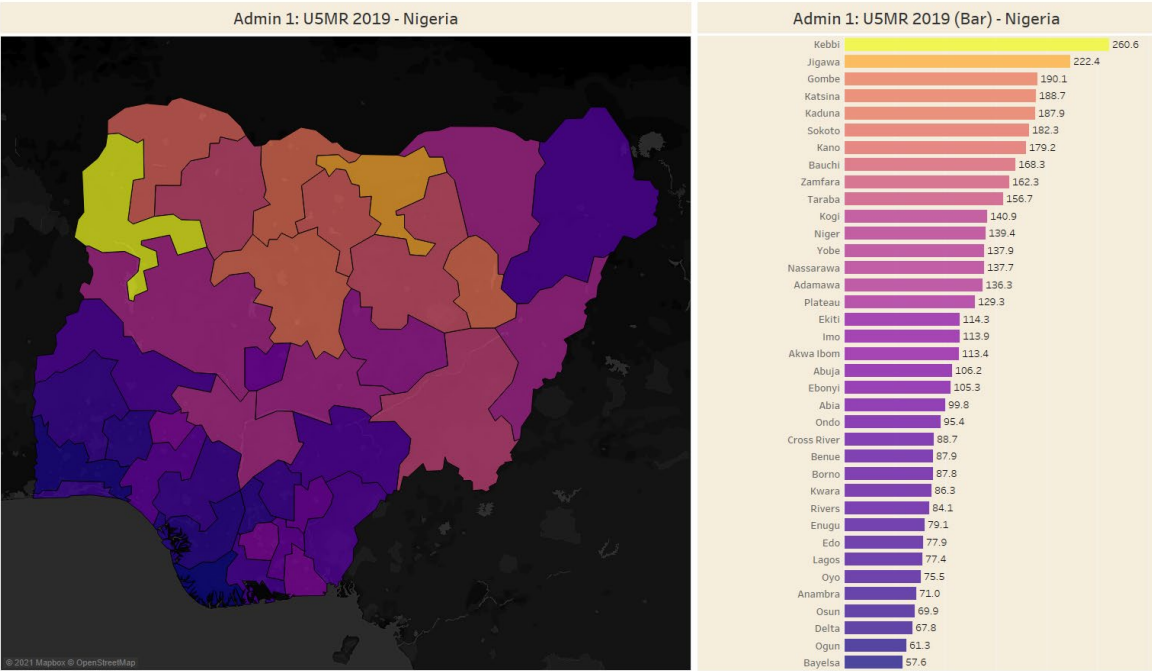 Admin 1: U5MR 2019 - Nigeria
© 2021 Mapbox © OpenStreetMap
Admin 1: U5MR 2019 (Bar) - Nigeria
Kebbi 260.6
Jigawa 222.4
Gombe 190.1
Katsina 188.7
Kaduna 187.9
Sokoto 182.3
Kano 179.2
Bauchi 168.3
Zamfara 162.3
Taraba 156.7
Kogi 140.9
Niger 139.4
Yobe 137.9
Nassarawa 137.7
Adamawa 136.3
Plateau 129.3
Ekiti 114.3
Imo 113.9
Akwa Ibom 113.4
Abuja 106.2
Ebonyi 105.3
Abia 99.8
Ondo 95.4
Cross River 88.7
Benue 87.9
Borno 87.8
Kwara 86.3
Rivers 84.1
Enugu 79.1
Edo 77.9
Lagos 77.4
Oyo 75.5
Anambra 71.0
Osun 69.9
Delta 67.8
Ogun 61.3
Bayelsa 57.6